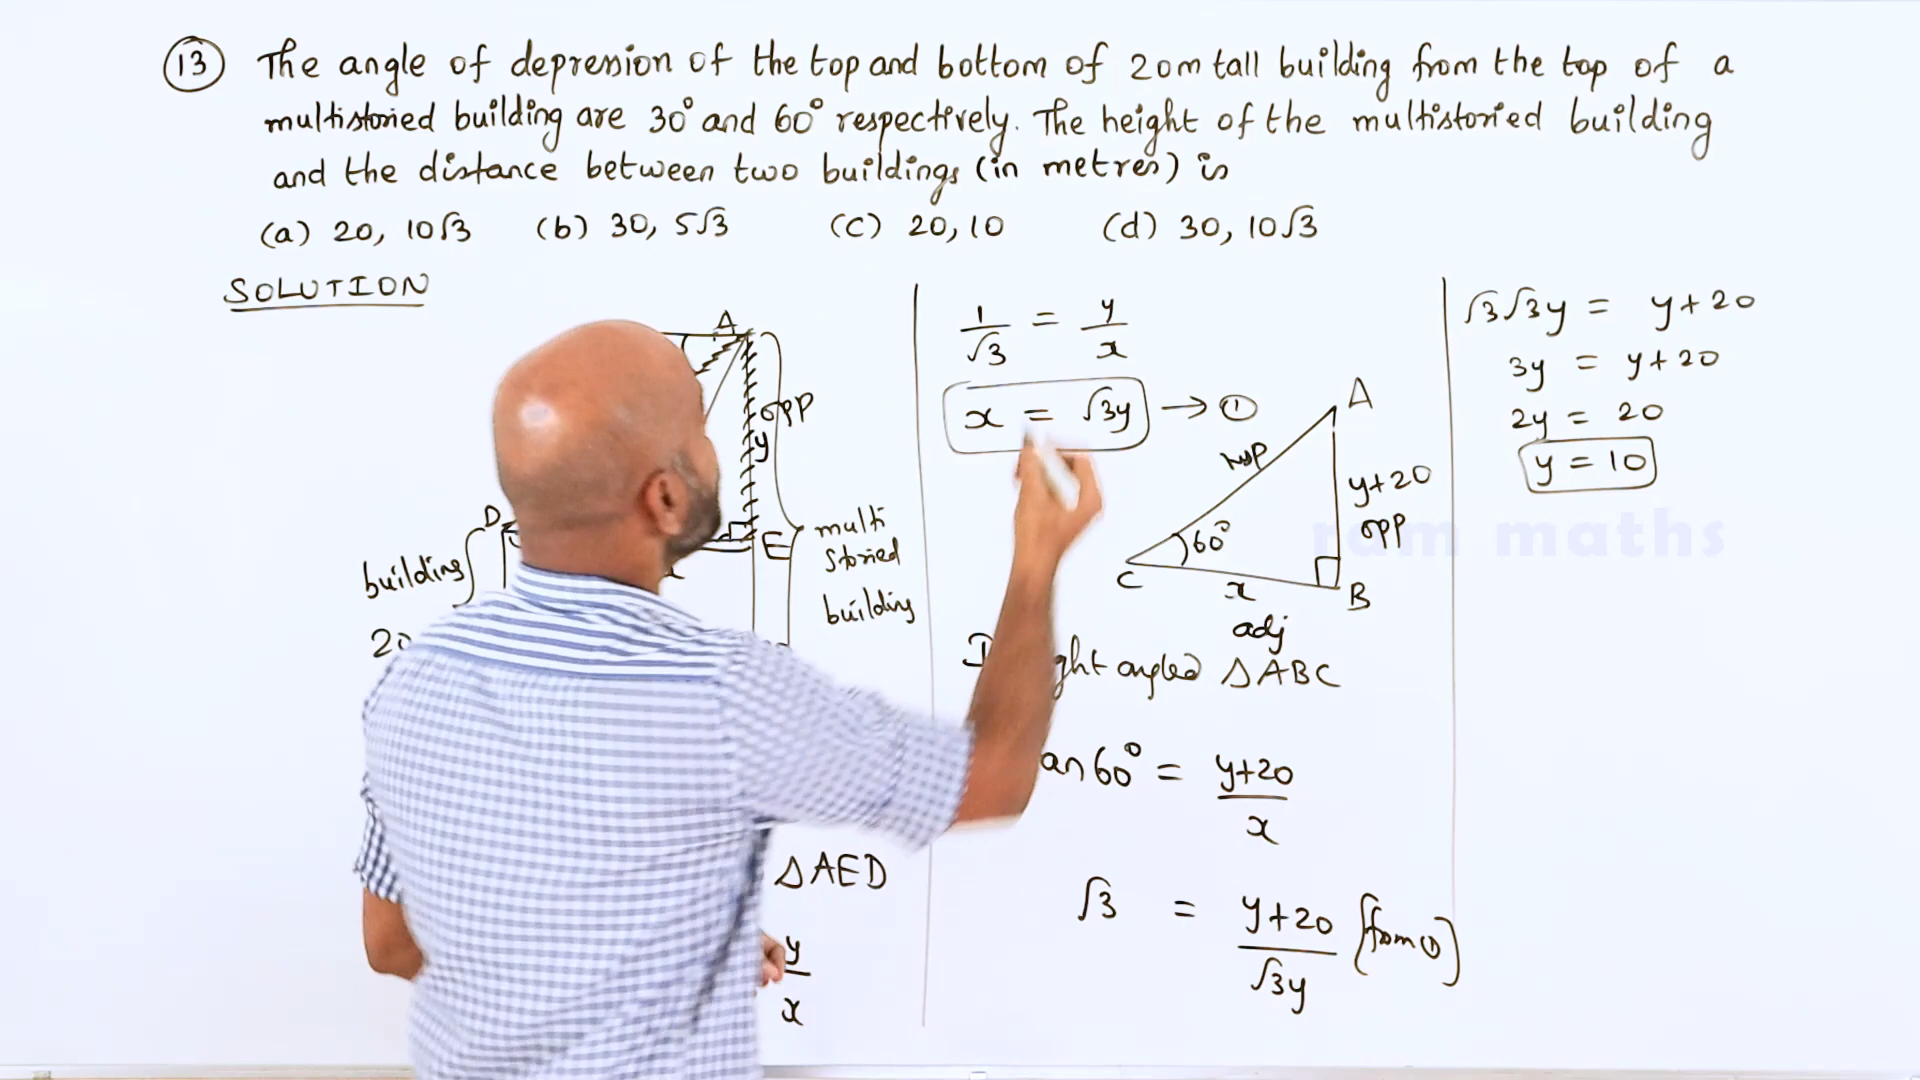 13 The angle of depression of the top and bottom of 20m tall building from the top of a
multistoried building are 30° and 60° respectively. The height of the multistoried building
and the distance between two buildings (in metres) is
(a) 20, 10√3 (b) 30, 5√3 (c) 20, 10 (d) 30, 10√3
SOLUTION
A
opp
y
D
E
building
20
multi
storied
building
ΔAED
y/x
1/√3 = y/x
x = √3y → ①
A
hyp
y+20
opp
60°
C
x
B
adj
ght angled ΔABC
an 60° = y+20/x
√3 = y+20/√3y (from ①)
√3√3y = y+20
3y = y+20
2y = 20
y = 10
ram maths